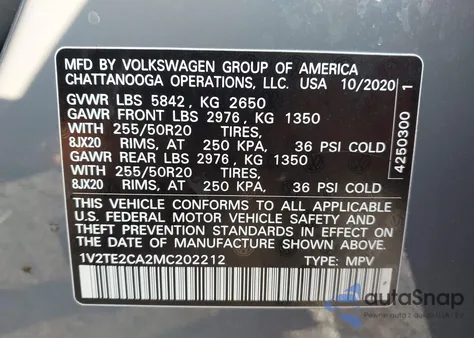 MFD BY VOLKSWAGEN GROUP OF AMERICA
CHATTANOOGA OPERATIONS, LLC. USA 10/2020
GVWR LBS 5842, KG 2650
GAWR FRONT LBS 2976, KG 1350
WITH 255/50R20 TIRES,
8JX20 RIMS, AT 250 KPA, 36 PSI COLD
GAWR REAR LBS 2976, KG 1350
WITH 255/50R20 TIRES,
8JX20 RIMS, AT 250 KPA, 36 PSI COLD
THIS VEHICLE CONFORMS TO ALL APPLICABLE
U.S. FEDERAL MOTOR VEHICLE SAFETY AND
THEFT PREVENTION STANDARDS IN EFFECT ON
THE DATE OF MANUFACTURE SHOWN ABOVE.
1V2TE2CA2MC202212 TYPE: MPV
4250300 1
autoSnap